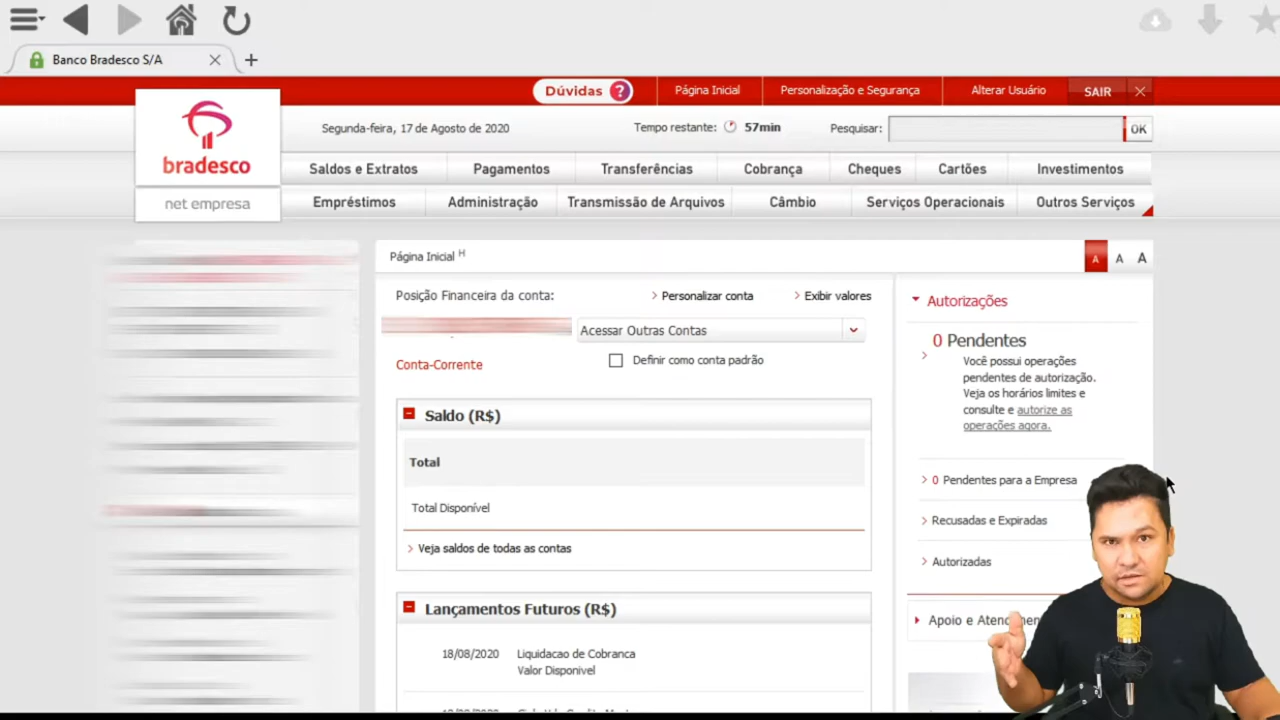 Banco Bradesco S/A
Dúvidas ?
Página Inicial
Personalização e Segurança
Alterar Usuário
SAIR
bradesco
net empresa
Segunda-feira, 17 de Agosto de 2020
Tempo restante: 57min
Pesquisar:
OK
Saldos e Extratos
Pagamentos
Transferências
Cobrança
Cheques
Cartões
Investimentos
Empréstimos
Administração
Transmissão de Arquivos
Câmbio
Serviços Operacionais
Outros Serviços
Página Inicial H
A A A
Posição Financeira da conta:
Personalizar conta
Exibir valores
Acessar Outras Contas
Conta-Corrente
Definir como conta padrão
Saldo (R$)
Total
Total Disponível
Veja saldos de todas as contas
Lançamentos Futuros (R$)
18/08/2020 Liquidacao de Cobranca
Valor Disponivel
Autorizações
0 Pendentes
Você possui operações
pendentes de autorização.
Veja os horários limites e
consulte e autorize as
operações agora.
0 Pendentes para a Empresa
Recusadas e Expiradas
Autorizadas
Apoio e